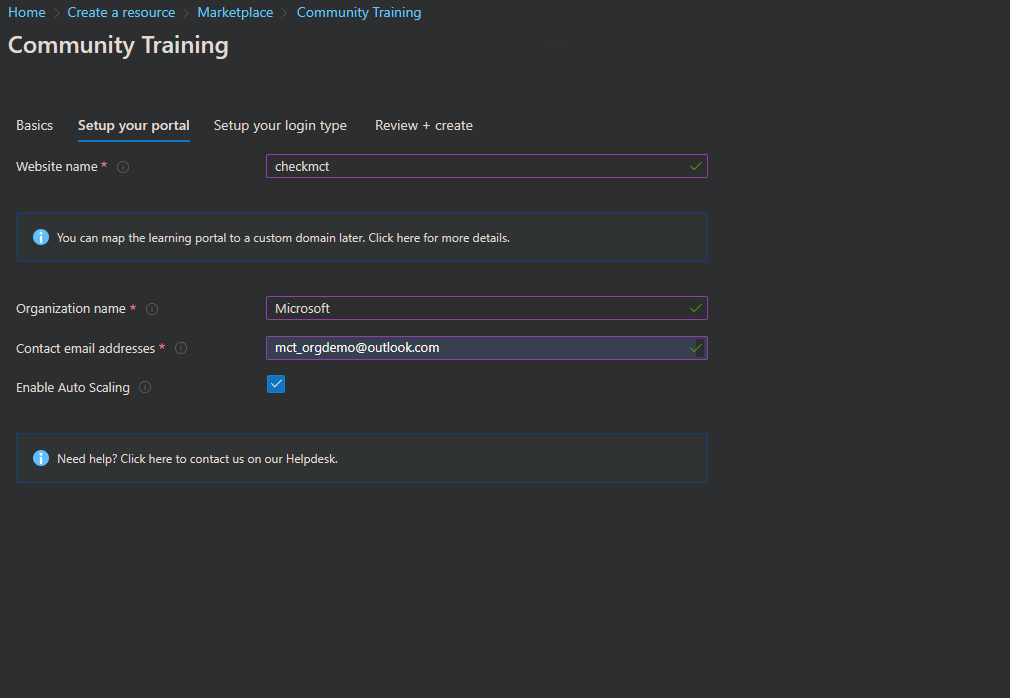 Home > Create a resource > Marketplace > Community Training
Community Training
Basics Setup your portal Setup your login type Review + create
Website name * checkmct
You can map the learning portal to a custom domain later. Click here for more details.
Organization name * Microsoft
Contact email addresses * mct_orgdemo@outlook.com
Enable Auto Scaling
Need help? Click here to contact us on our Helpdesk.